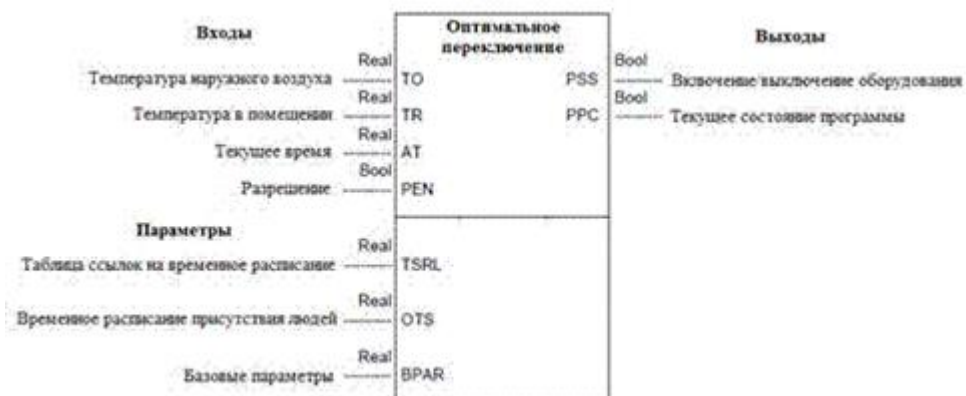 Входы
Оптимальное
переключение
Выходы
Температура наружного воздуха Real TO
Температура в помещении Real TR
Текущее время Real AT
Разрешение Bool PEN
PSS Bool Включение/выключение оборудования
PPC Bool Текущее состояние программы
Параметры
Таблица ссылок на временное расписание Real TSRL
Временное расписание присутствия людей Real OTS
Базовые параметры Real BPAR